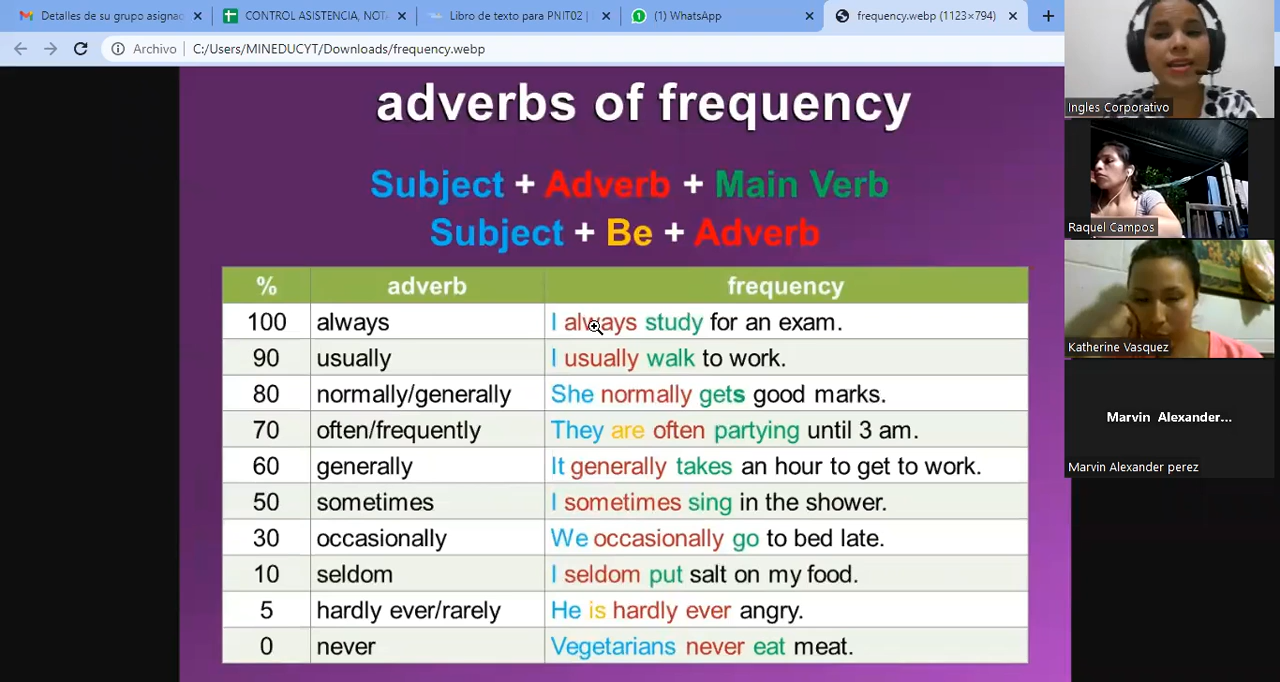 Detalles de su grupo asignac
CONTROL ASISTENCIA, NOT
Libro de texto para PNIT02 |
(1) WhatsApp
frequency.webp (1123×794)
Archivo
C:/Users/MINEDUCYT/Downloads/frequency.webp
adverbs of frequency
Subject + Adverb + Main Verb
Subject + Be + Adverb
% adverb frequency
100 always I always study for an exam.
90 usually I usually walk to work.
80 normally/generally She normally gets good marks.
70 often/frequently They are often partying until 3 am.
60 generally It generally takes an hour to get to work.
50 sometimes I sometimes sing in the shower.
30 occasionally We occasionally go to bed late.
10 seldom I seldom put salt on my food.
5 hardly ever/rarely He is hardly ever angry.
0 never Vegetarians never eat meat.
Ingles Corporativo
Raquel Campos
Katherine Vasquez
Marvin Alexander...
Marvin Alexander perez